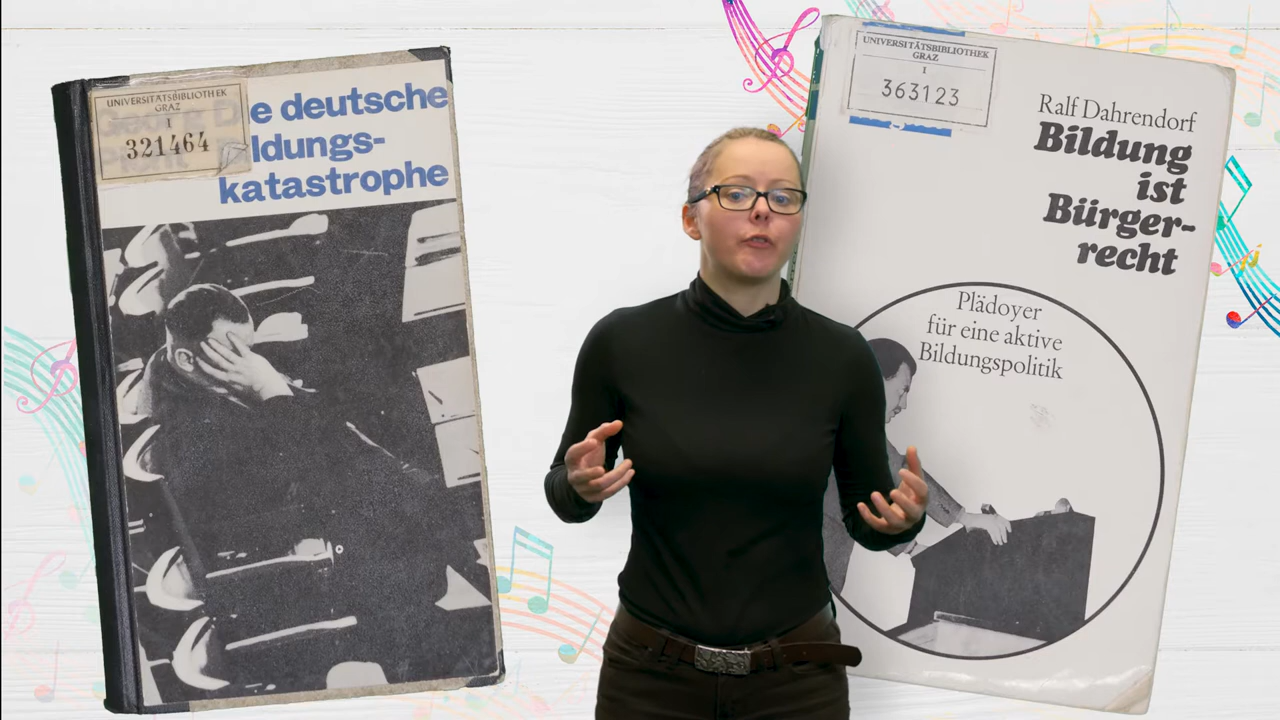 UNIVERSITÄTSBIBLIOTHEK
GRAZ
I
321464
Die deutsche
ldungs-
katastrophe
UNIVERSITÄTSBIBLIOTHEK
GRAZ
I
363123
Ralf Dahrendorf
Bildung
ist
Bürger-
recht
Plädoyer
für eine aktive
Bildungspolitik